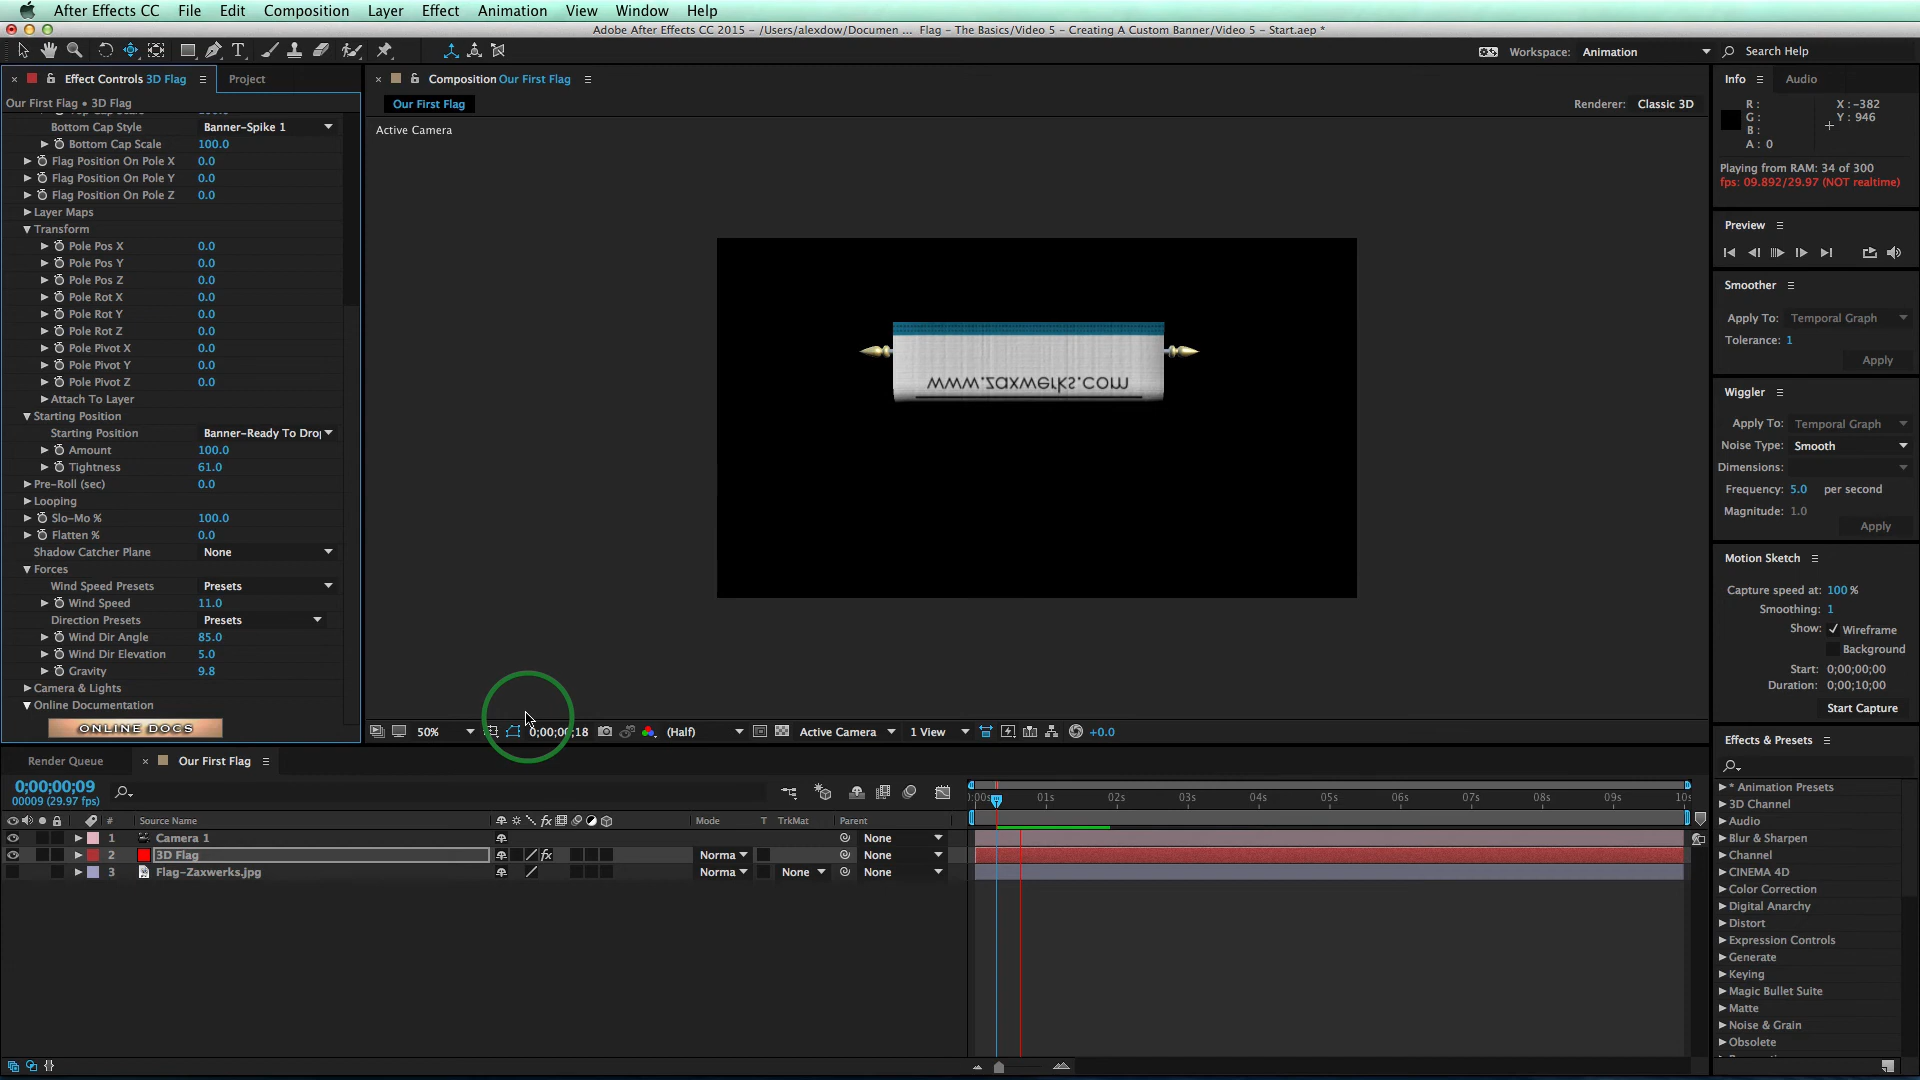 After Effects CC File Edit Composition Layer Effect Animation View Window Help
Adobe After Effects CC 2015 - /Users/alexdow/Documen ... Flag - The Basics/Video 5 - Creating A Custom Banner/Video 5 - Start.aep *
Workspace: Animation Search Help
Effect Controls 3D Flag Project
Our First Flag • 3D Flag
Bottom Cap Style Banner-Spike 1
Bottom Cap Scale 100.0
Flag Position On Pole X 0.0
Flag Position On Pole Y 0.0
Flag Position On Pole Z 0.0
Layer Maps
Transform
Pole Pos X 0.0
Pole Pos Y 0.0
Pole Pos Z 0.0
Pole Rot X 0.0
Pole Rot Y 0.0
Pole Rot Z 0.0
Pole Pivot X 0.0
Pole Pivot Y 0.0
Pole Pivot Z 0.0
Attach To Layer
Starting Position
Starting Position Banner-Ready To Dro
Amount 100.0
Tightness 61.0
Pre-Roll (sec) 0.0
Looping
Slo-Mo % 100.0
Flatten % 0.0
Shadow Catcher Plane None
Forces
Wind Speed Presets Presets
Wind Speed 11.0
Direction Presets Presets
Wind Dir Angle 85.0
Wind Dir Elevation 5.0
Gravity 9.8
Camera & Lights
Online Documentation
ONLINE DOCS
Composition Our First Flag
Our First Flag Renderer: Classic 3D
Active Camera
www.zaxwerks.com
50% 0;00;00;18 (Half) Active Camera 1 View +0.0
Info Audio
R: X: -382
G: Y: 946
B:
A: 0
Playing from RAM: 34 of 300
fps: 09.892/29.97 (NOT realtime)
Preview
Smoother
Apply To: Temporal Graph
Tolerance: 1
Apply
Wiggler
Apply To: Temporal Graph
Noise Type: Smooth
Dimensions:
Frequency: 5.0 per second
Magnitude: 1.0
Apply
Motion Sketch
Capture speed at: 100 %
Smoothing: 1
Show: Wireframe
Background
Start: 0;00;00;00
Duration: 0;00;10;00
Start Capture
Effects & Presets
* Animation Presets
3D Channel
Audio
Blur & Sharpen
Channel
CINEMA 4D
Color Correction
Digital Anarchy
Distort
Expression Controls
Generate
Keying
Magic Bullet Suite
Matte
Noise & Grain
Obsolete
Render Queue Our First Flag
0;00;00;09
00009 (29.97 fps)
:00s 01s 02s 03s 04s 05s 06s 07s 08s 09s 10s
# Source Name fx Mode T TrkMat Parent
1 Camera 1 None
2 3D Flag fx Norma None
3 Flag-Zaxwerks.jpg Norma None None